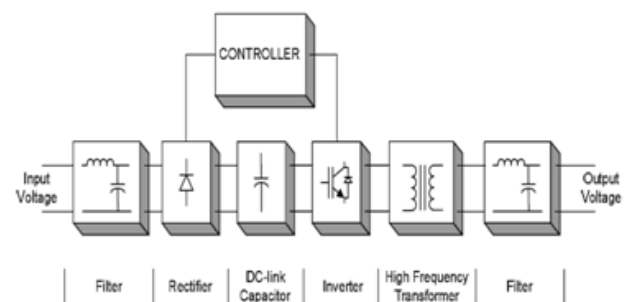 CONTROLLER
Input
Voltage
Output
Voltage
Filter
Rectifier
DC-link
Capacitor
Inverter
High Frequency
Transformer
Filter